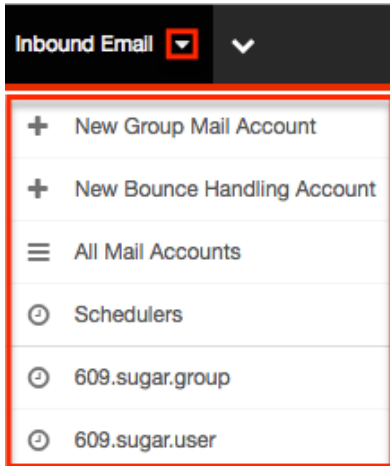 Inbound Email
New Group Mail Account
New Bounce Handling Account
All Mail Accounts
Schedulers
609.sugar.group
609.sugar.user